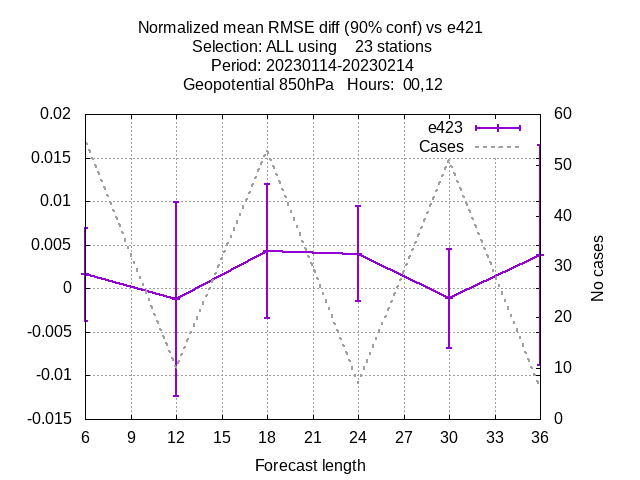 Normalized mean RMSE diff (90% conf) vs e421
Selection: ALL using    23 stations
Period: 20230114-20230214
Geopotential 850hPa   Hours:  00,12
0.02
0.015
0.01
0.005
0
-0.005
-0.01
-0.015
e423
Cases
60
50
40
30
20
10
0
No cases
6 9 12 15 18 21 24 27 30 33 36
Forecast length